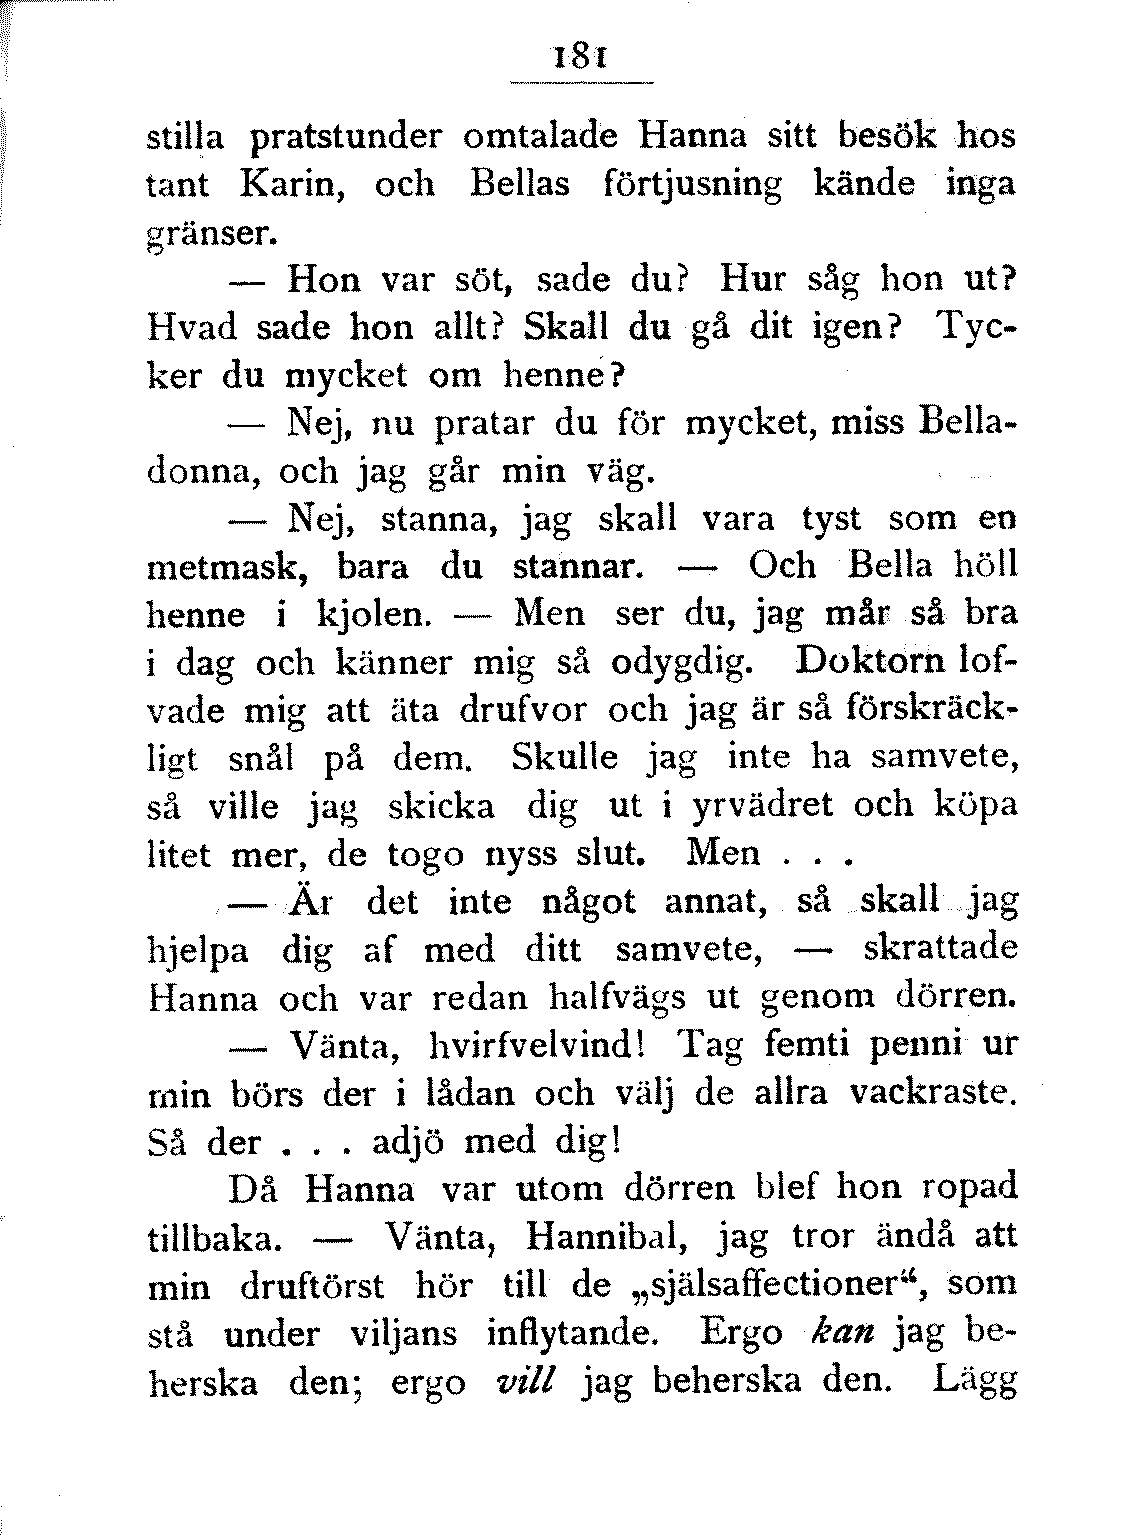 181
stilla pratstunder omtalade Hanna sitt besök hos
tant Karin, och Bellas förtjusning kände inga
gränser.
— Hon var söt, sade du? Hur såg hon ut?
Hvad sade hon allt? Skall du gå dit igen? Tyc-
ker du mycket om henne?
— Nej, nu pratar du för mycket, miss Bella-
donna, och jag går min väg.
— Nej, stanna, jag skall vara tyst som en
metmask, bara du stannar. — Och Bella höll
henne i kjolen. — Men ser du, jag mår så bra
i dag och känner mig så odygdig. Doktorn lof-
vade mig att äta drufvor och jag är så förskräck-
ligt snål på dem. Skulle jag inte ha samvete,
så ville jag skicka dig ut i yrvädret och köpa
litet mer, de togo nyss slut. Men . . .
— Är det inte något annat, så skall jag
hjelpa dig af med ditt samvete, — skrattade
Hanna och var redan halfvägs ut genom dörren.
— Vänta, hvirfvelvind! Tag femti penni ur
min börs der i lådan och välj de allra vackraste.
Så der . . . adjö med dig!
Då Hanna var utom dörren blef hon ropad
tillbaka. — Vänta, Hannibal, jag tror ändå att
min druftörst hör till de „själsaffectioner“, som
stå under viljans inflytande. Ergo kan jag be-
herska den; ergo vill jag beherska den. Lägg